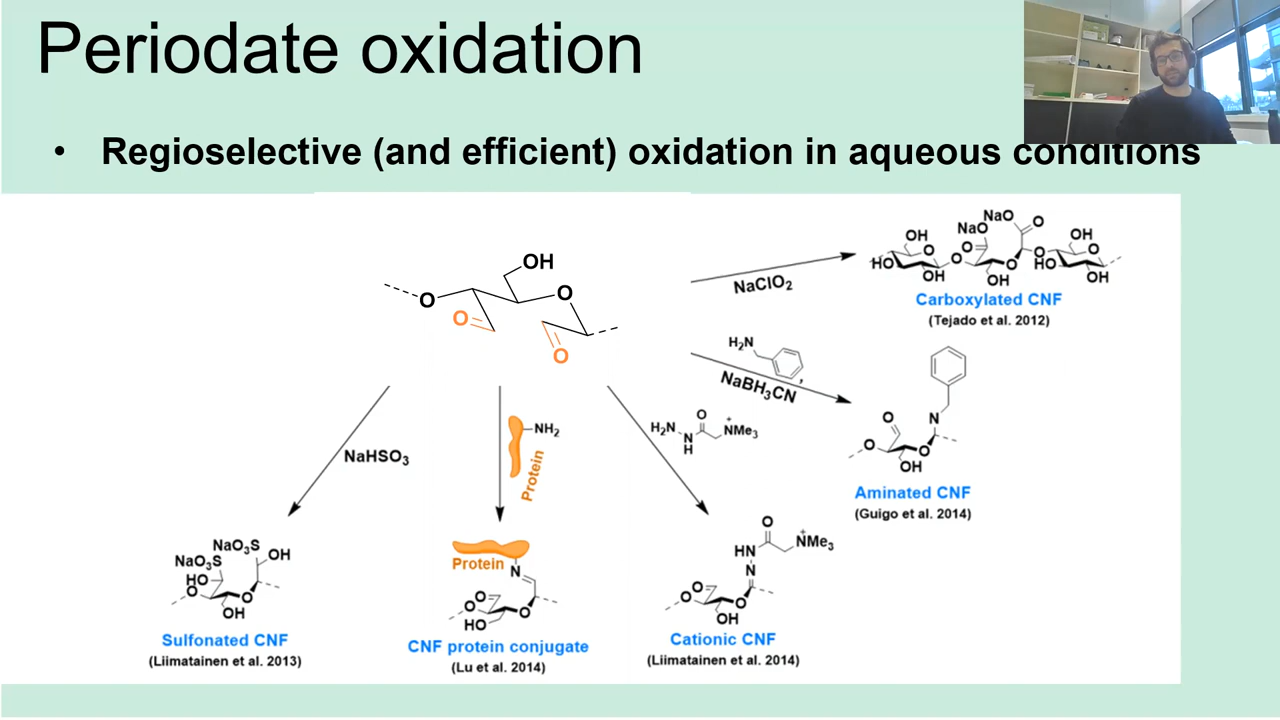 Periodate oxidation
• Regioselective (and efficient) oxidation in aqueous conditions
OH
O
O
O
O
NaClO₂
NaO
NaO
O
OH
O
O
OH
HO
O
O
O
HO
O
OH
OH
OH
Carboxylated CNF
(Tejado et al. 2012)
H₂N
,
NaBH₃CN
O
N
O
O
OH
Aminated CNF
(Guigo et al. 2014)
NaHSO₃
NH₂
Protein
H₂N
N
H
O
+
NMe₃
NaO₃S
NaO₃S
OH
HO
O
O
OH
Sulfonated CNF
(Liimatainen et al. 2013)
Protein
N
O
O
O
HO
CNF protein conjugate
(Lu et al. 2014)
O
+
NMe₃
HN
N
O
O
O
OH
Cationic CNF
(Liimatainen et al. 2014)